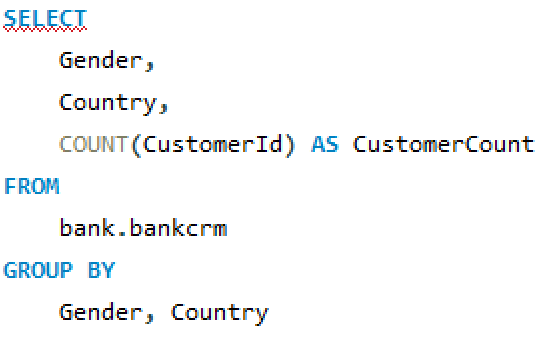 SELECT
Gender,
Country,
COUNT(CustomerId) AS CustomerCount
FROM
bank.bankcrm
GROUP BY
Gender, Country